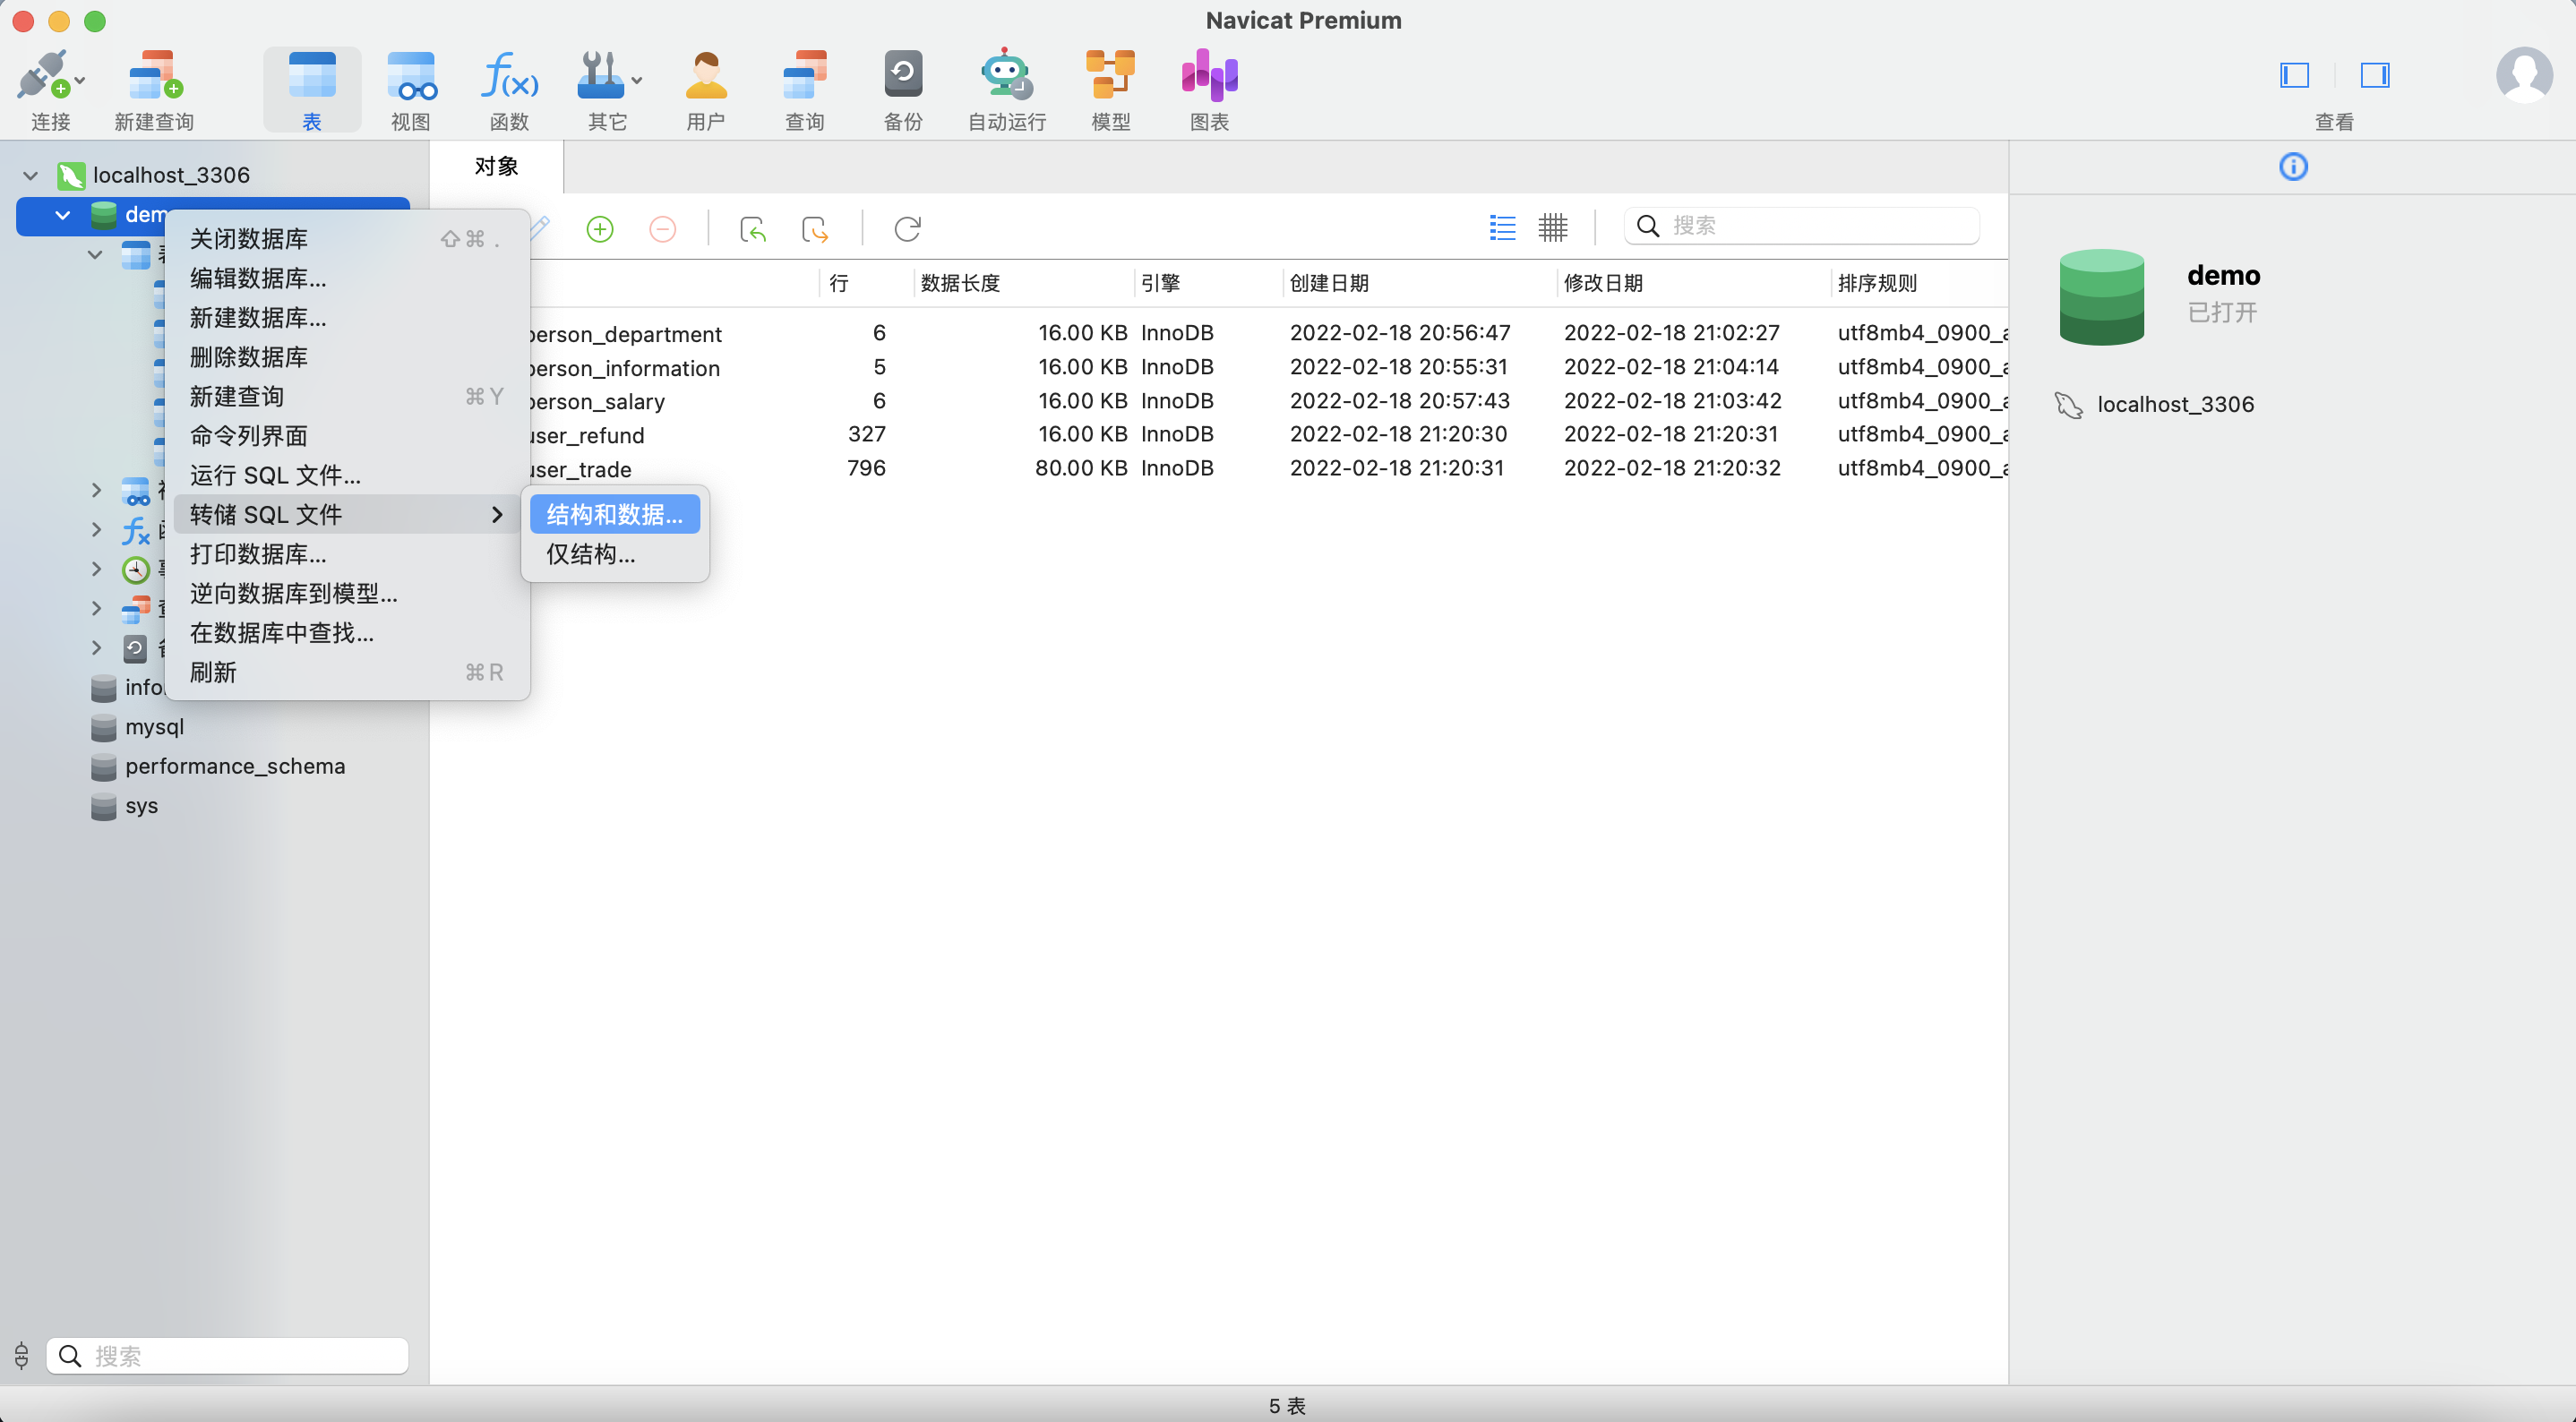 Navicat Premium
连接
新建查询
表
视图
函数
其它
用户
查询
备份
自动运行
模型
图表
查看
localhost_3306
对象
关闭数据库 ⇧⌘ .
编辑数据库...
新建数据库...
删除数据库
新建查询 ⌘Y
命令列界面
运行 SQL 文件...
转储 SQL 文件
打印数据库...
逆向数据库到模型...
在数据库中查找...
刷新 ⌘R
结构和数据...
仅结构...
mysql
performance_schema
sys
搜索
搜索
行 数据长度 引擎 创建日期 修改日期 排序规则
person_department 6 16.00 KB InnoDB 2022-02-18 20:56:47 2022-02-18 21:02:27 utf8mb4_0900_a
person_information 5 16.00 KB InnoDB 2022-02-18 20:55:31 2022-02-18 21:04:14 utf8mb4_0900_a
person_salary 6 16.00 KB InnoDB 2022-02-18 20:57:43 2022-02-18 21:03:42 utf8mb4_0900_a
user_refund 327 16.00 KB InnoDB 2022-02-18 21:20:30 2022-02-18 21:20:31 utf8mb4_0900_a
user_trade 796 80.00 KB InnoDB 2022-02-18 21:20:31 2022-02-18 21:20:32 utf8mb4_0900_a
demo
已打开
localhost_3306
5 表